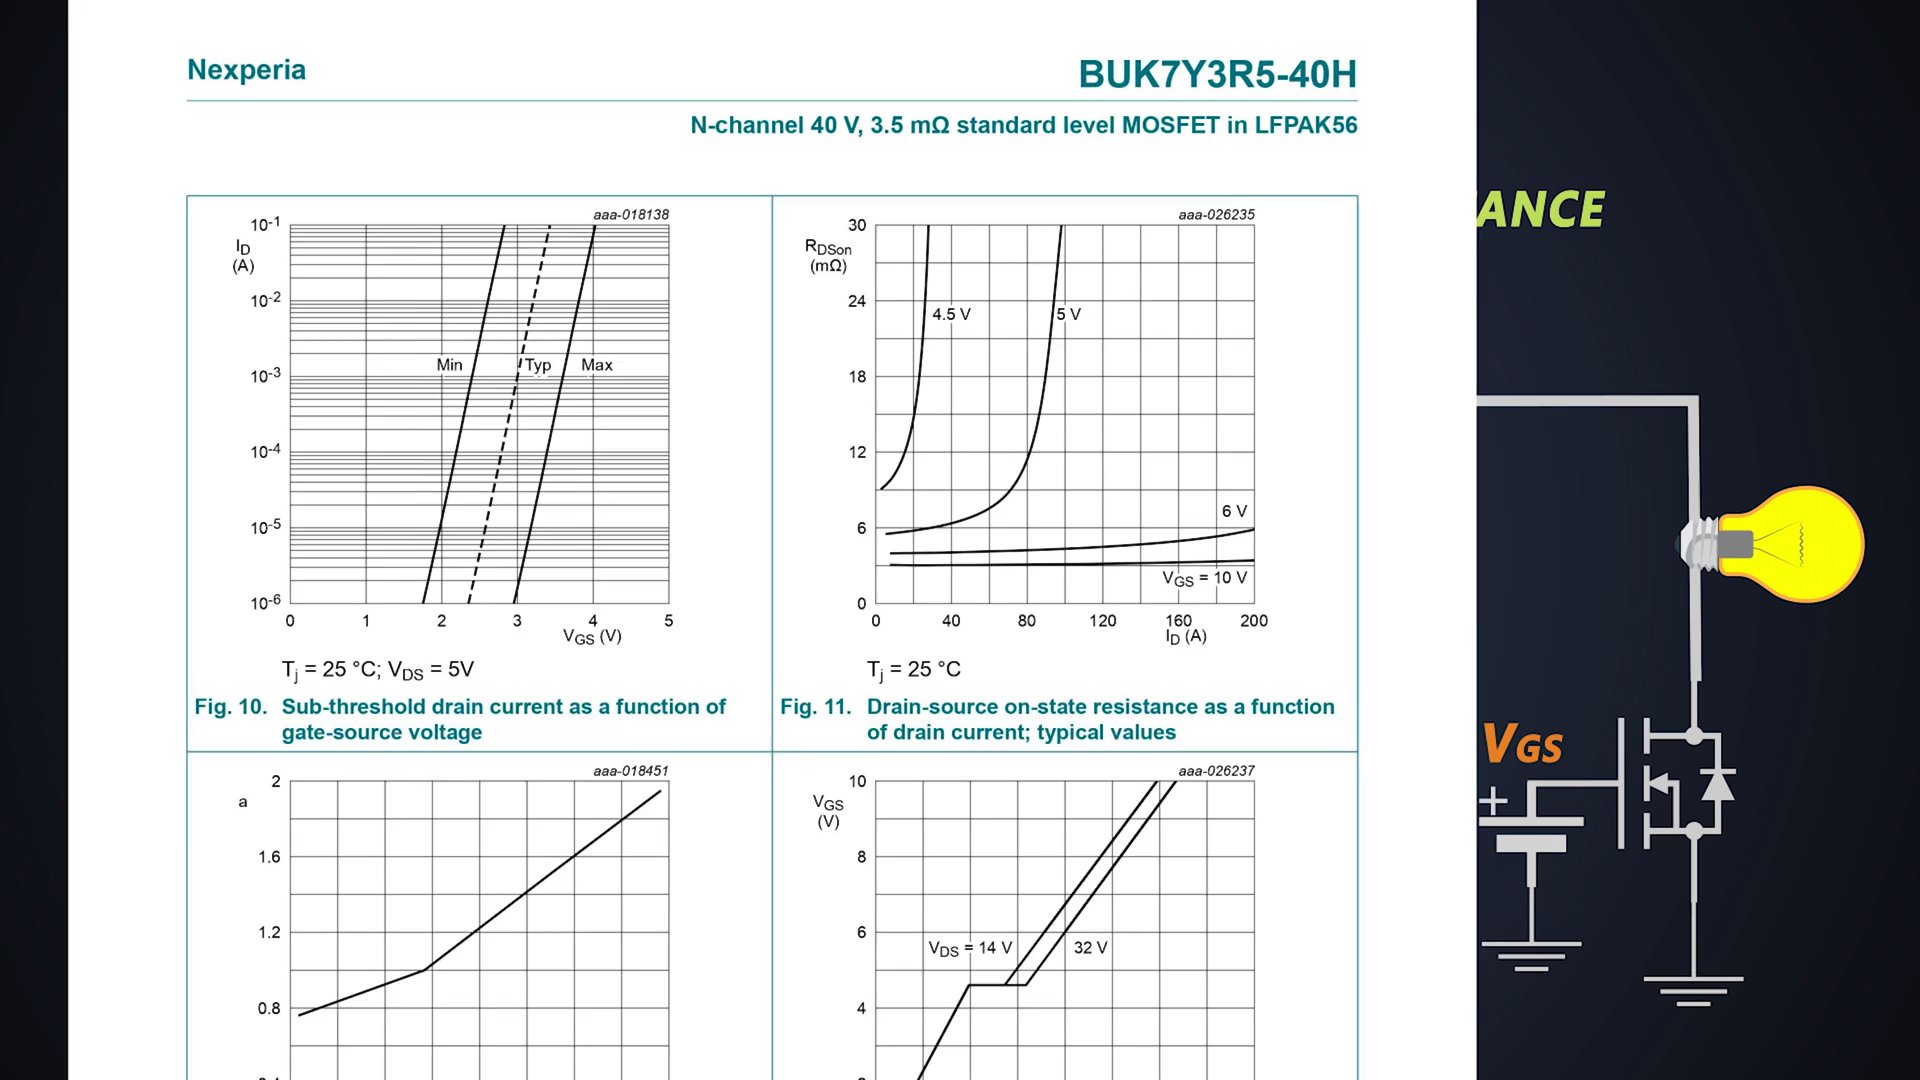 Nexperia
BUK7Y3R5-40H
N-channel 40 V, 3.5 mΩ standard level MOSFET in LFPAK56
aaa-018138
10-1
10-2
10-3
10-4
10-5
10-6
ID
(A)
Min
Typ
Max
0 1 2 3 4 5
VGS (V)
Tj = 25 °C; VDS = 5V
Fig. 10. Sub-threshold drain current as a function of
gate-source voltage
aaa-026235
30
24
18
12
6
0
RDSon
(mΩ)
4.5 V
5 V
6 V
VGS = 10 V
0 40 80 120 160 200
ID (A)
Tj = 25 °C
Fig. 11. Drain-source on-state resistance as a function
of drain current; typical values
aaa-018451
2
a
1.6
1.2
0.8
aaa-026237
10
VGS
(V)
8
6
4
VDS = 14 V
32 V
ANCE
VGS
+